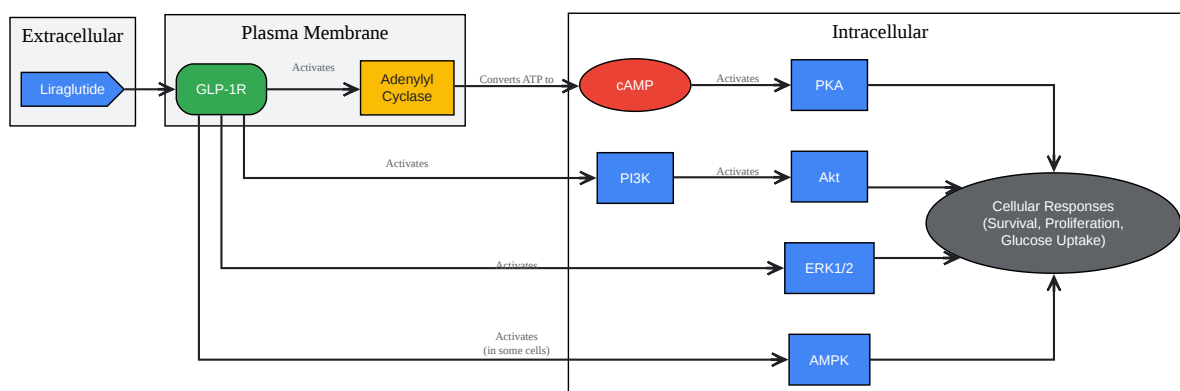 Extracellular
Plasma Membrane
Intracellular
Liraglutide
GLP-1R
Activates
Adenylyl
Cyclase
Converts ATP to
cAMP
Activates
PKA
Activates
PI3K
Activates
Akt
Cellular Responses
(Survival, Proliferation,
Glucose Uptake)
Activates
ERK1/2
Activates
(in some cells)
AMPK